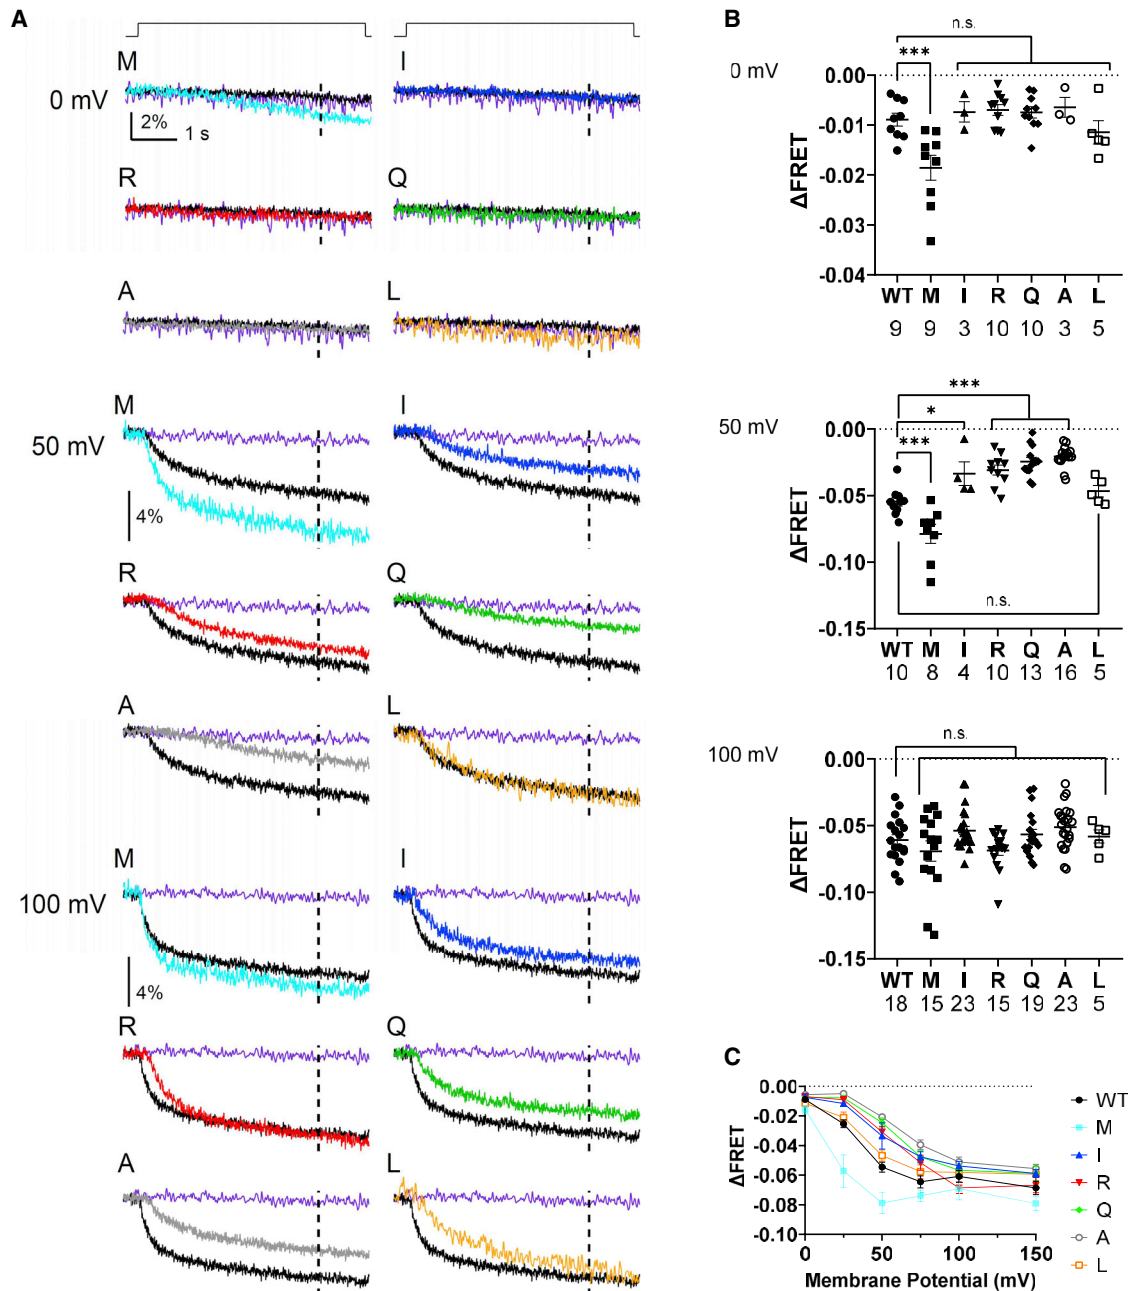 A
M
I
0 mV
2%
1 s
R
Q
A
L
M
I
50 mV
4%
R
Q
A
L
M
I
100 mV
4%
R
Q
A
L
B
n.s.
***
0 mV
0.00
-0.01
-0.02
-0.03
-0.04
ΔFRET
WT M I R Q A L
9 9 3 10 10 3 5
***
*
***
50 mV
0.00
-0.05
-0.10
-0.15
ΔFRET
n.s.
WT M I R Q A L
10 8 4 10 13 16 5
n.s.
100 mV
0.00
-0.05
-0.10
-0.15
ΔFRET
WT M I R Q A L
18 15 23 15 19 23 5
C
0.00
-0.02
-0.04
-0.06
-0.08
-0.10
ΔFRET
0 50 100 150
Membrane Potential (mV)
WT
M
I
R
Q
A
L